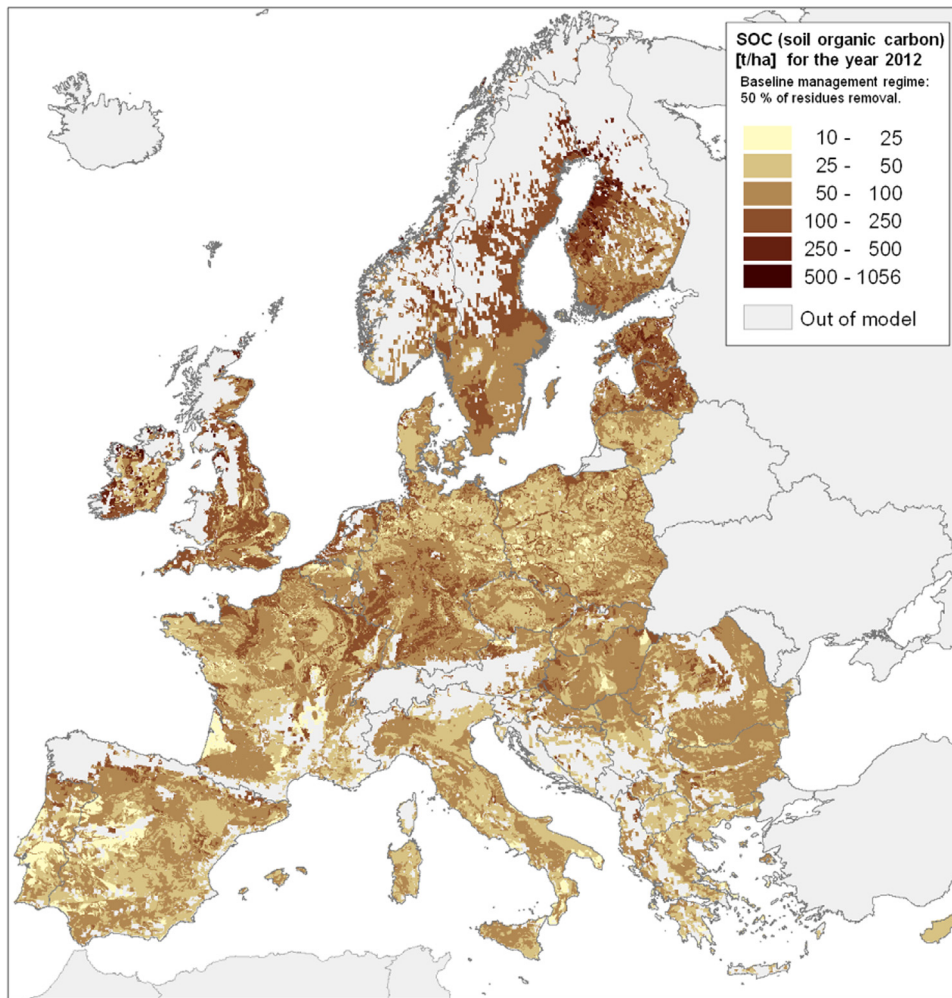 SOC (soil organic carbon)
[t/ha] for the year 2012
Baseline management regime:
50 % of residues removal.
10 - 25
25 - 50
50 - 100
100 - 250
250 - 500
500 - 1056
Out of model